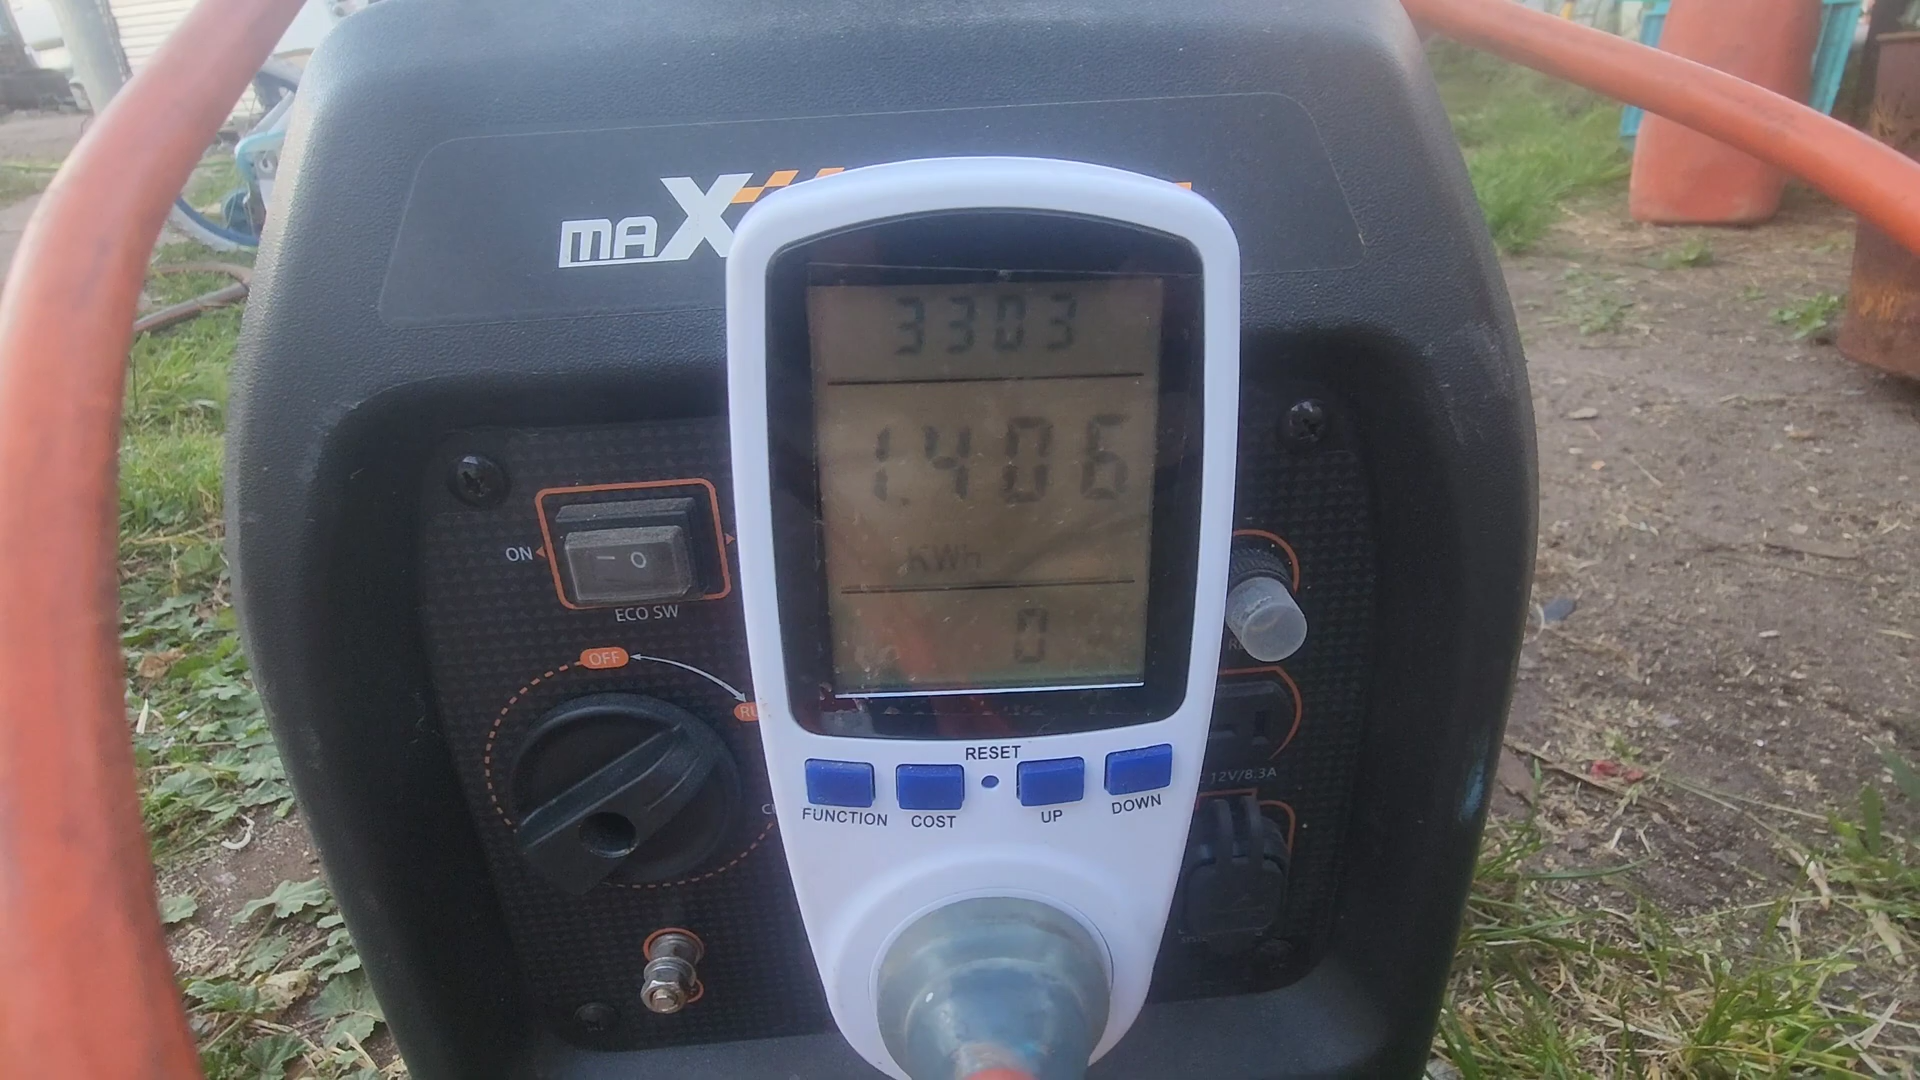 maX
3303
1.406
KWh
0
ON
— O
ECO SW
OFF
RESET
FUNCTION
COST
UP
DOWN
12V/8.3A